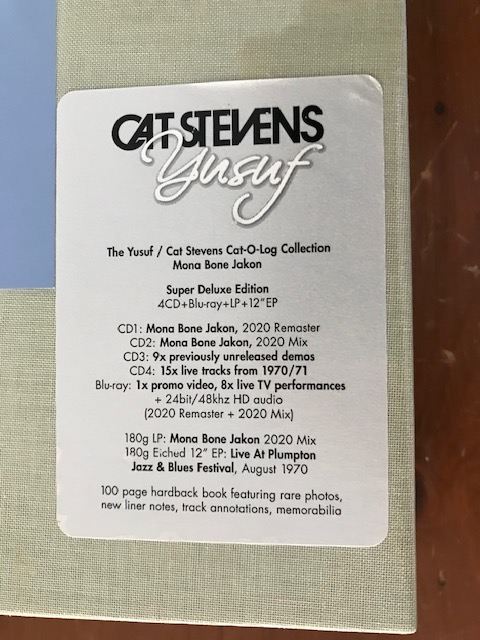 CAT STEVENS
Yusuf
The Yusuf / Cat Stevens Cat-O-Log Collection
Mona Bone Jakon
Super Deluxe Edition
4CD+Blu-ray+LP+12"EP
CD1: Mona Bone Jakon, 2020 Remaster
CD2: Mona Bone Jakon, 2020 Mix
CD3: 9x previously unreleased demos
CD4: 15x live tracks from 1970/71
Blu-ray: 1x promo video, 8x live TV performances
+ 24bit/48khz HD audio
(2020 Remaster + 2020 Mix)
180g LP: Mona Bone Jakon 2020 Mix
180g Etched 12" EP: Live At Plumpton
Jazz & Blues Festival, August 1970
100 page hardback book featuring rare photos,
new liner notes, track annotations, memorabilia